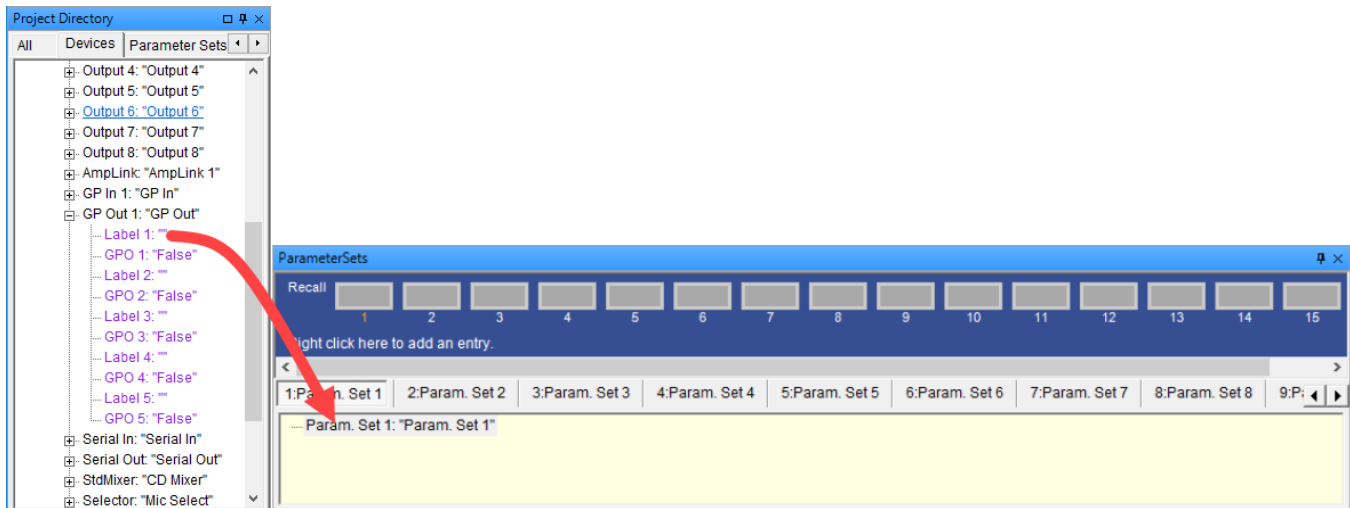 Project Directory
All Devices Parameter Sets
Output 4: "Output 4"
Output 5: "Output 5"
Output 6: "Output 6"
Output 7: "Output 7"
Output 8: "Output 8"
AmpLink: "AmpLink 1"
GP In 1: "GP In"
GP Out 1: "GP Out"
Label 1: ""
GPO 1: "False"
Label 2: ""
GPO 2: "False"
Label 3: ""
GPO 3: "False"
Label 4: ""
GPO 4: "False"
Label 5: ""
GPO 5: "False"
Serial In: "Serial In"
Serial Out: "Serial Out"
StdMixer: "CD Mixer"
Selector: "Mic Select"
ParameterSets
Recall
1 2 3 4 5 6 7 8 9 10 11 12 13 14 15
Right click here to add an entry.
1:Param. Set 1 2:Param. Set 2 3:Param. Set 3 4:Param. Set 4 5:Param. Set 5 6:Param. Set 6 7:Param. Set 7 8:Param. Set 8 9:P
Param. Set 1: "Param. Set 1"